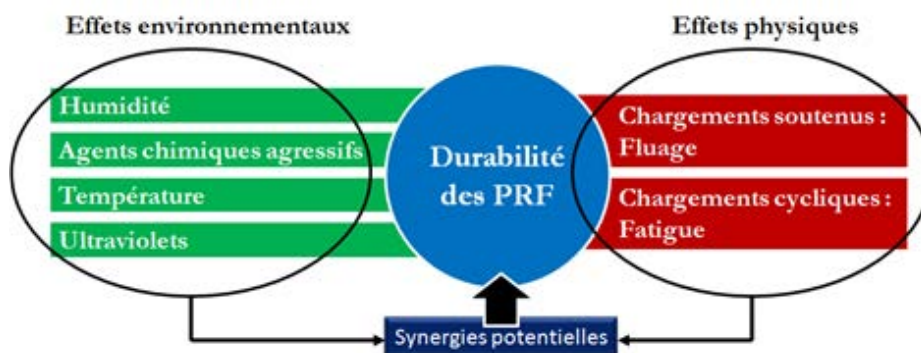 Effets environnementaux
Effets physiques
Humidité
Agents chimiques agressifs
Température
Ultraviolets
Durabilité
des PRF
Chargements soutenus :
Fluage
Chargements cycliques :
Fatigue
Synergies potentielles